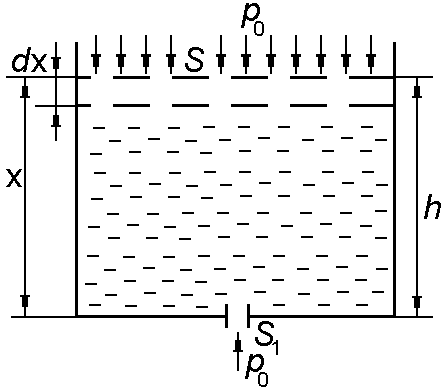 p₀
dx
S
x
h
S₁
p₀